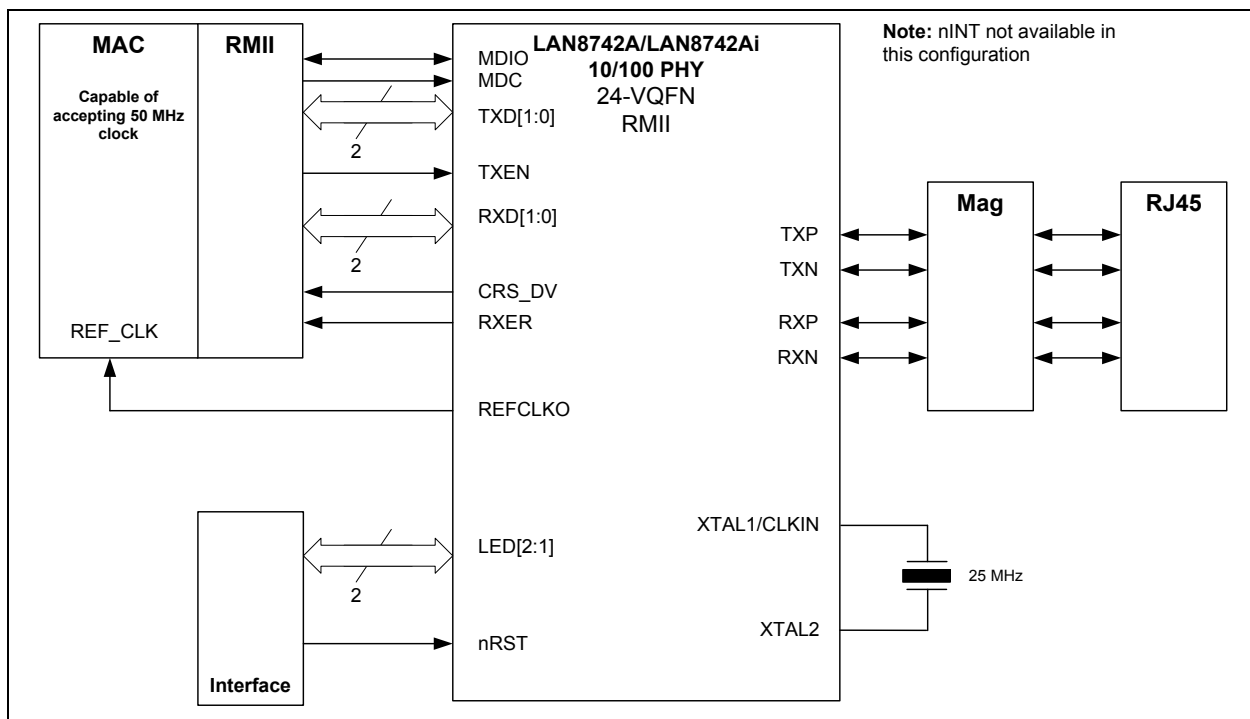 MAC
RMII
Capable of
accepting 50 MHz
clock
REF_CLK
LAN8742A/LAN8742Ai
10/100 PHY
24-VQFN
RMII
MDIO
MDC
TXD[1:0]
2
TXEN
RXD[1:0]
2
CRS_DV
RXER
REFCLKO
Note: nINT not available in
this configuration
TXP
TXN
RXP
RXN
Mag
RJ45
LED[2:1]
2
nRST
Interface
XTAL1/CLKIN
25 MHz
XTAL2